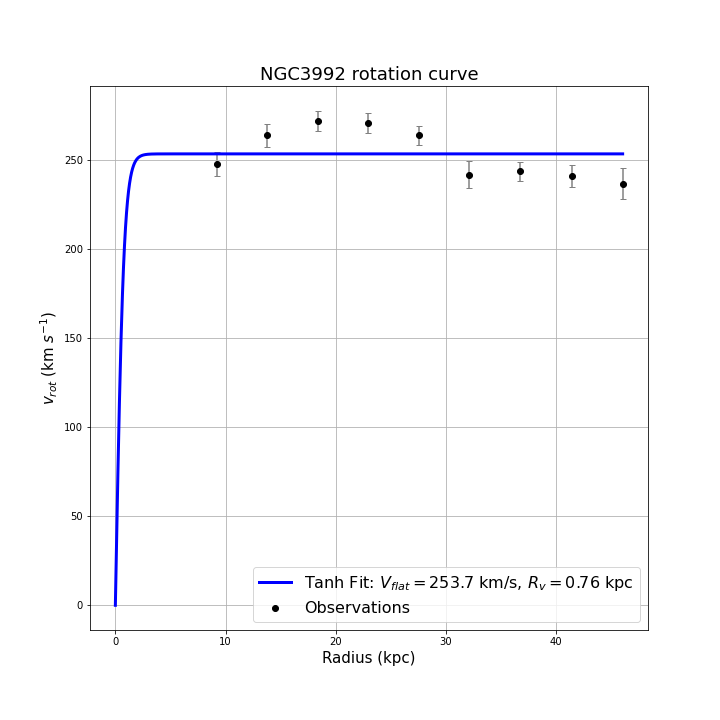 NGC3992 rotation curve
250
200
150
100
50
0
v_rot (km s⁻¹)
Tanh Fit: V_flat = 253.7 km/s, R_v = 0.76 kpc
Observations
0 10 20 30 40
Radius (kpc)